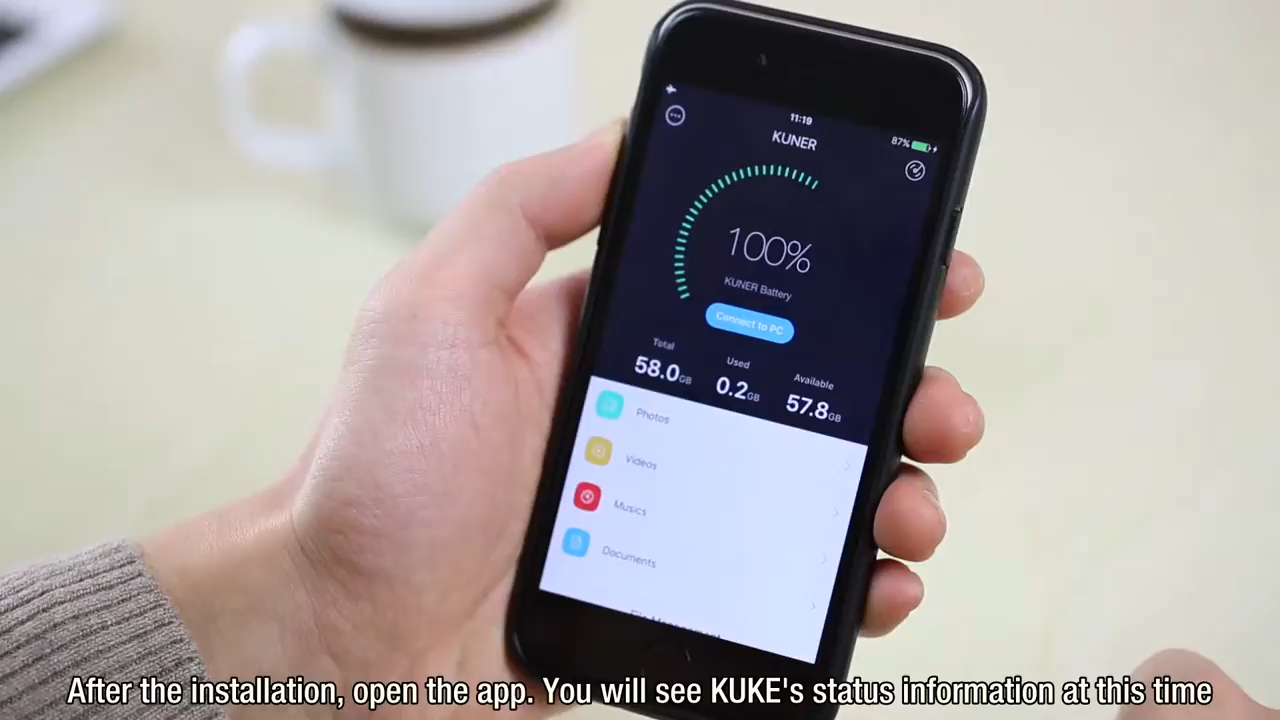 11:19
87%
KUNER
100%
KUNER Battery
Connect to PC
Total
Used
Available
58.0GB
0.2GB
57.8GB
Photos
Videos
Musics
Documents
File Management
After the installation, open the app. You will see KUKE's status information at this time